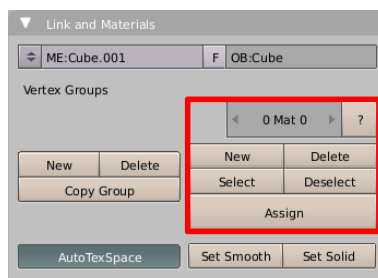 Link and Materials
ME:Cube.001 F OB:Cube
Vertex Groups
0 Mat 0 ?
New Delete New Delete
Copy Group Select Deselect
Assign
AutoTexSpace Set Smooth Set Solid